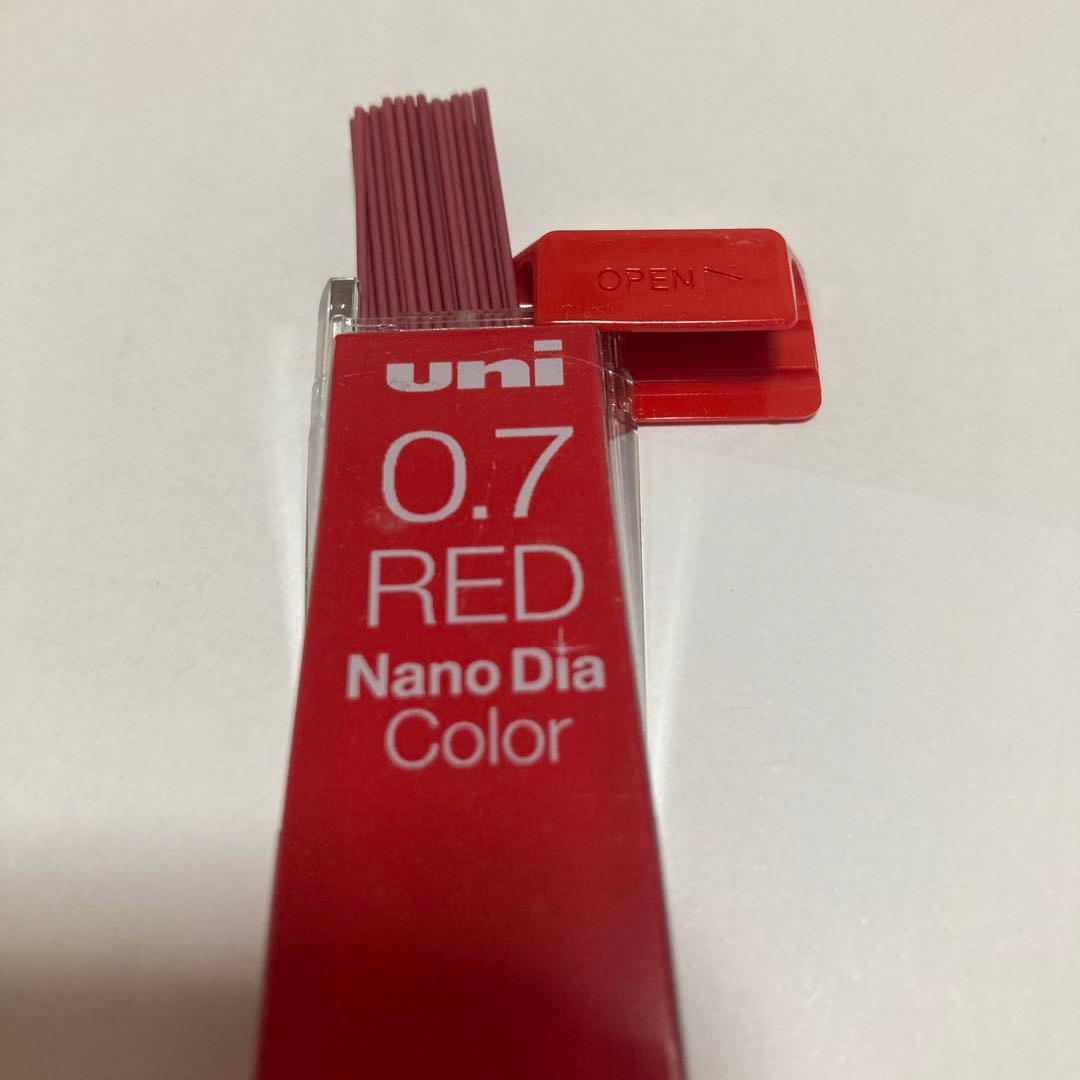 OPEN
uni
0.7
RED
Nano Dia
Color